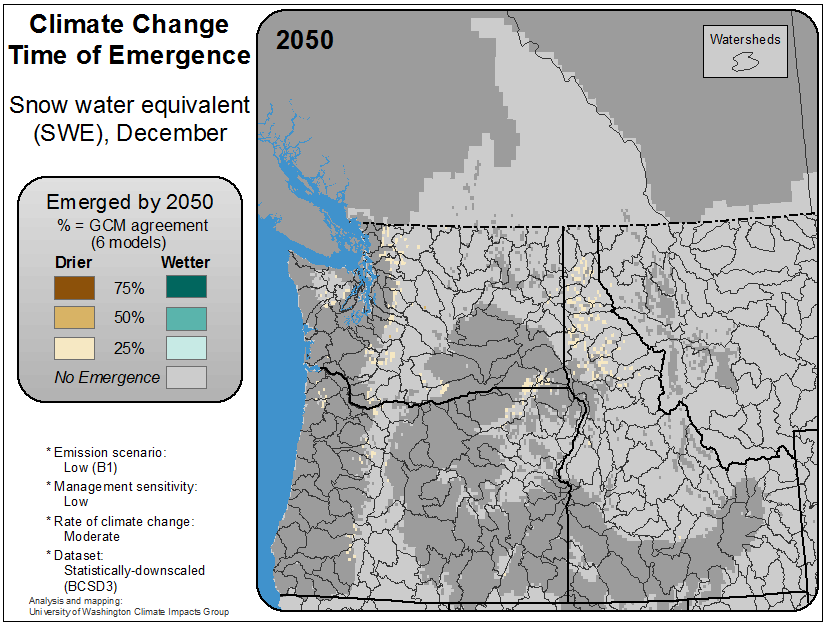 Climate Change
Time of Emergence
Snow water equivalent
(SWE), December
Emerged by 2050
% = GCM agreement
(6 models)
Drier Wetter
75%
50%
25%
No Emergence
* Emission scenario:
Low (B1)
* Management sensitivity:
Low
* Rate of climate change:
Moderate
* Dataset:
Statistically-downscaled
(BCSD3)
Analysis and mapping:
University of Washington Climate Impacts Group
2050
Watersheds